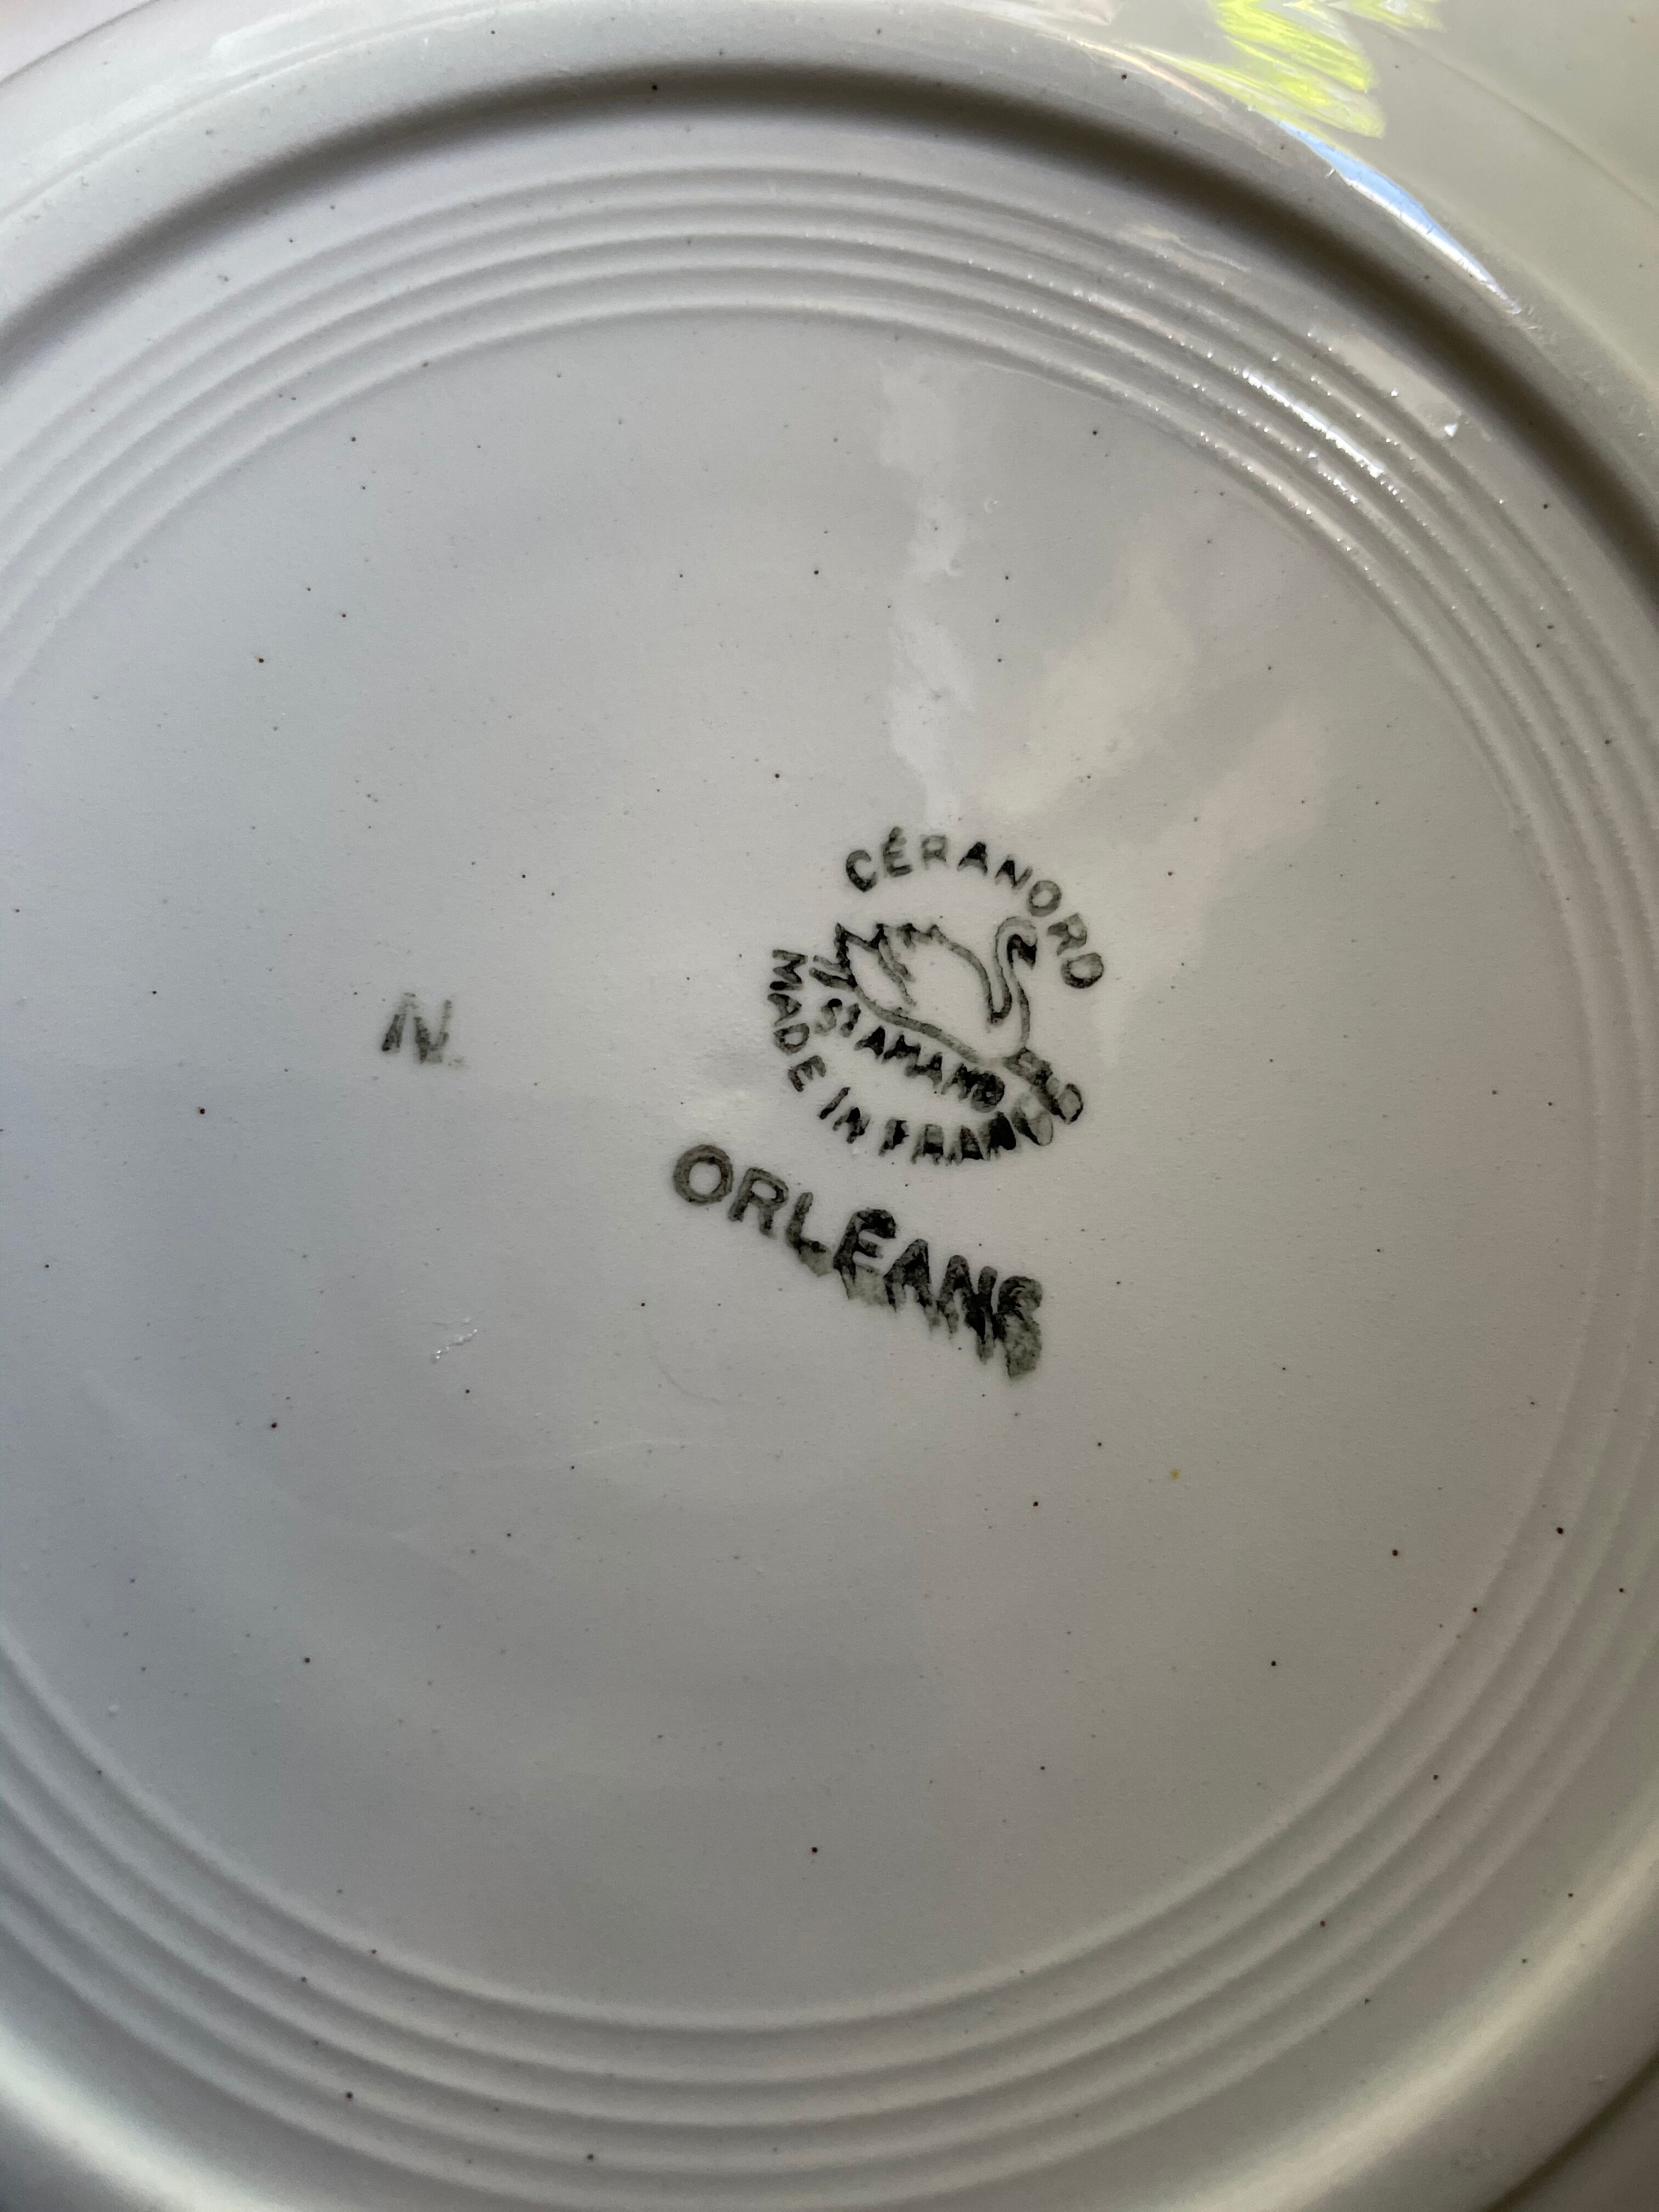 CÉRANORD
St AMAND
MADE IN FRANCE
ORLÉANS
N